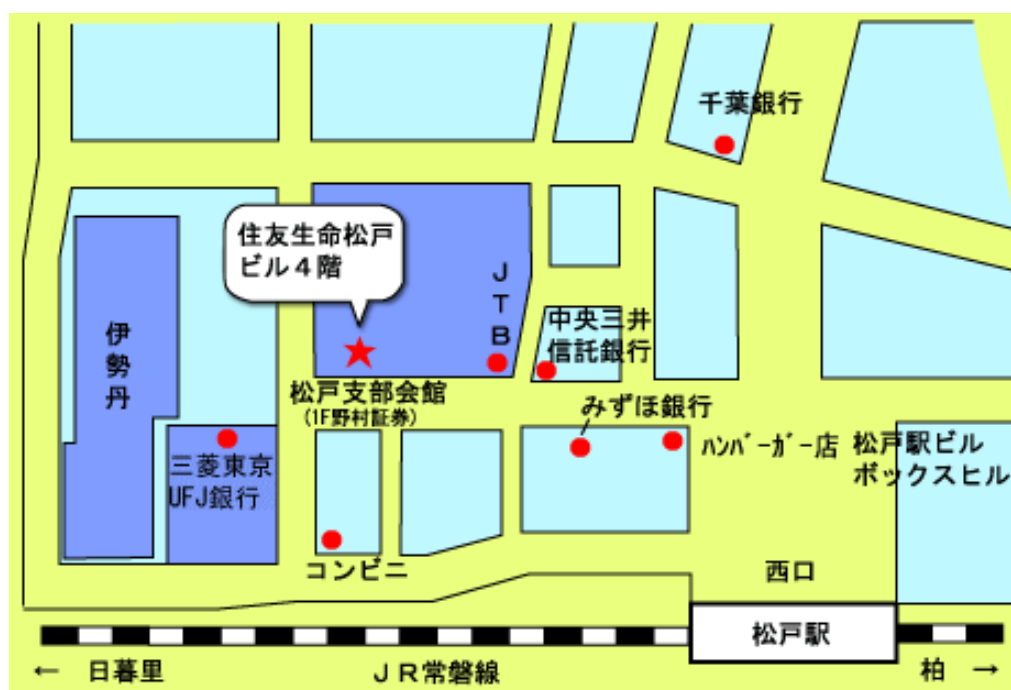 千葉銀行
住友生命松戸
ビル４階
ＪＴＢ
伊勢丹
中央三井
信託銀行
松戸支部会館
(1F野村証券)
みずほ銀行
ﾊﾝﾊﾞｰｶﾞｰ店
松戸駅ビル
ボックスヒル
三菱東京
UFJ銀行
コンビニ
西口
松戸駅
← 日暮里
ＪＲ常磐線
柏 →